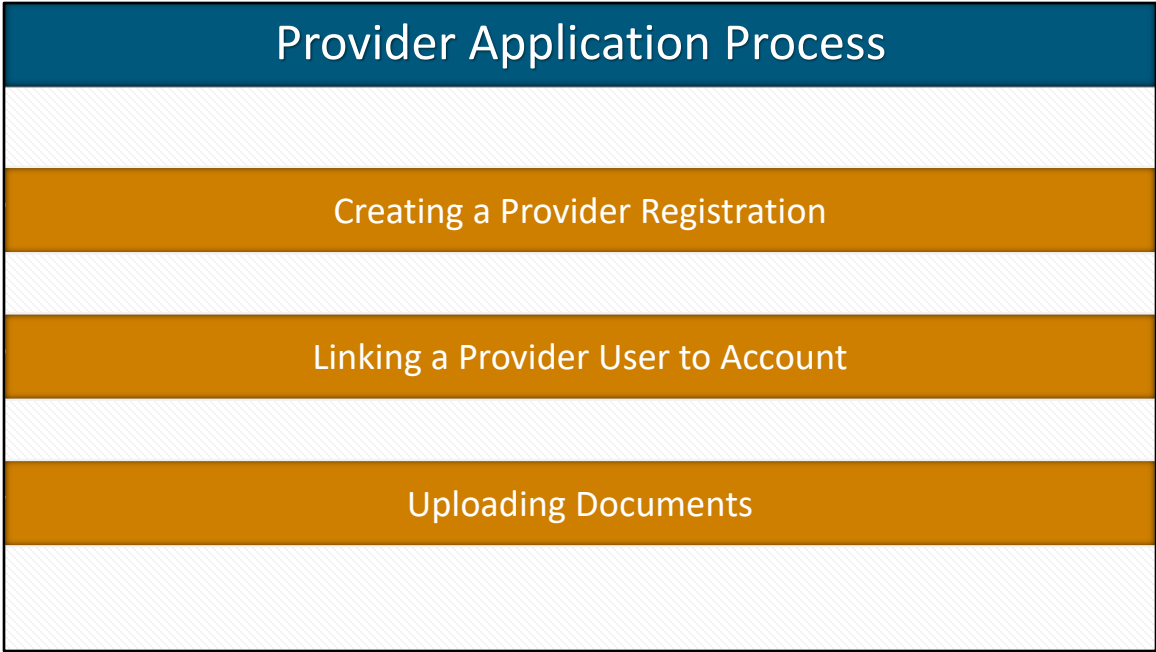 Provider Application Process
Creating a Provider Registration
Linking a Provider User to Account
Uploading Documents